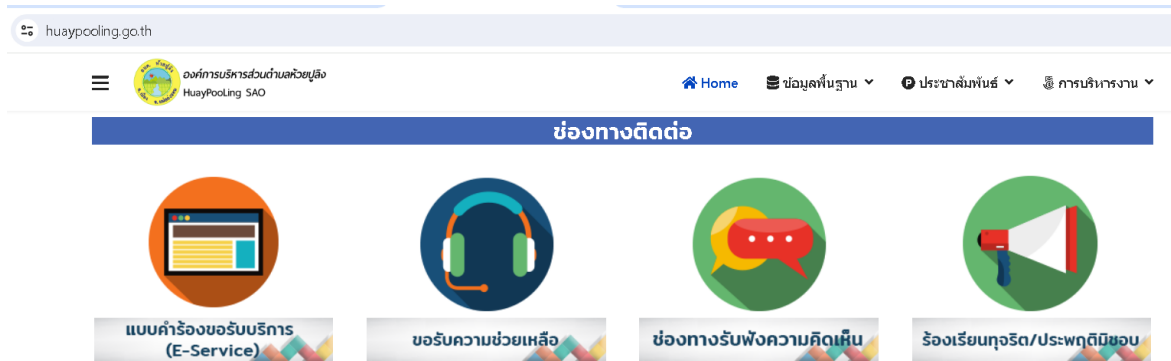 huaypooling.go.th
องค์การบริหารส่วนตำบลห้วยปูลิง
HuayPooLing SAO
Home ข้อมูลพื้นฐาน ประชาสัมพันธ์ การบริหารงาน
ช่องทางติดต่อ
แบบคำร้องขอรับบริการ
(E-Service)
ขอรับความช่วยเหลือ
ช่องทางรับฟังความคิดเห็น
ร้องเรียนทุจริต/ประพฤติมิชอบ